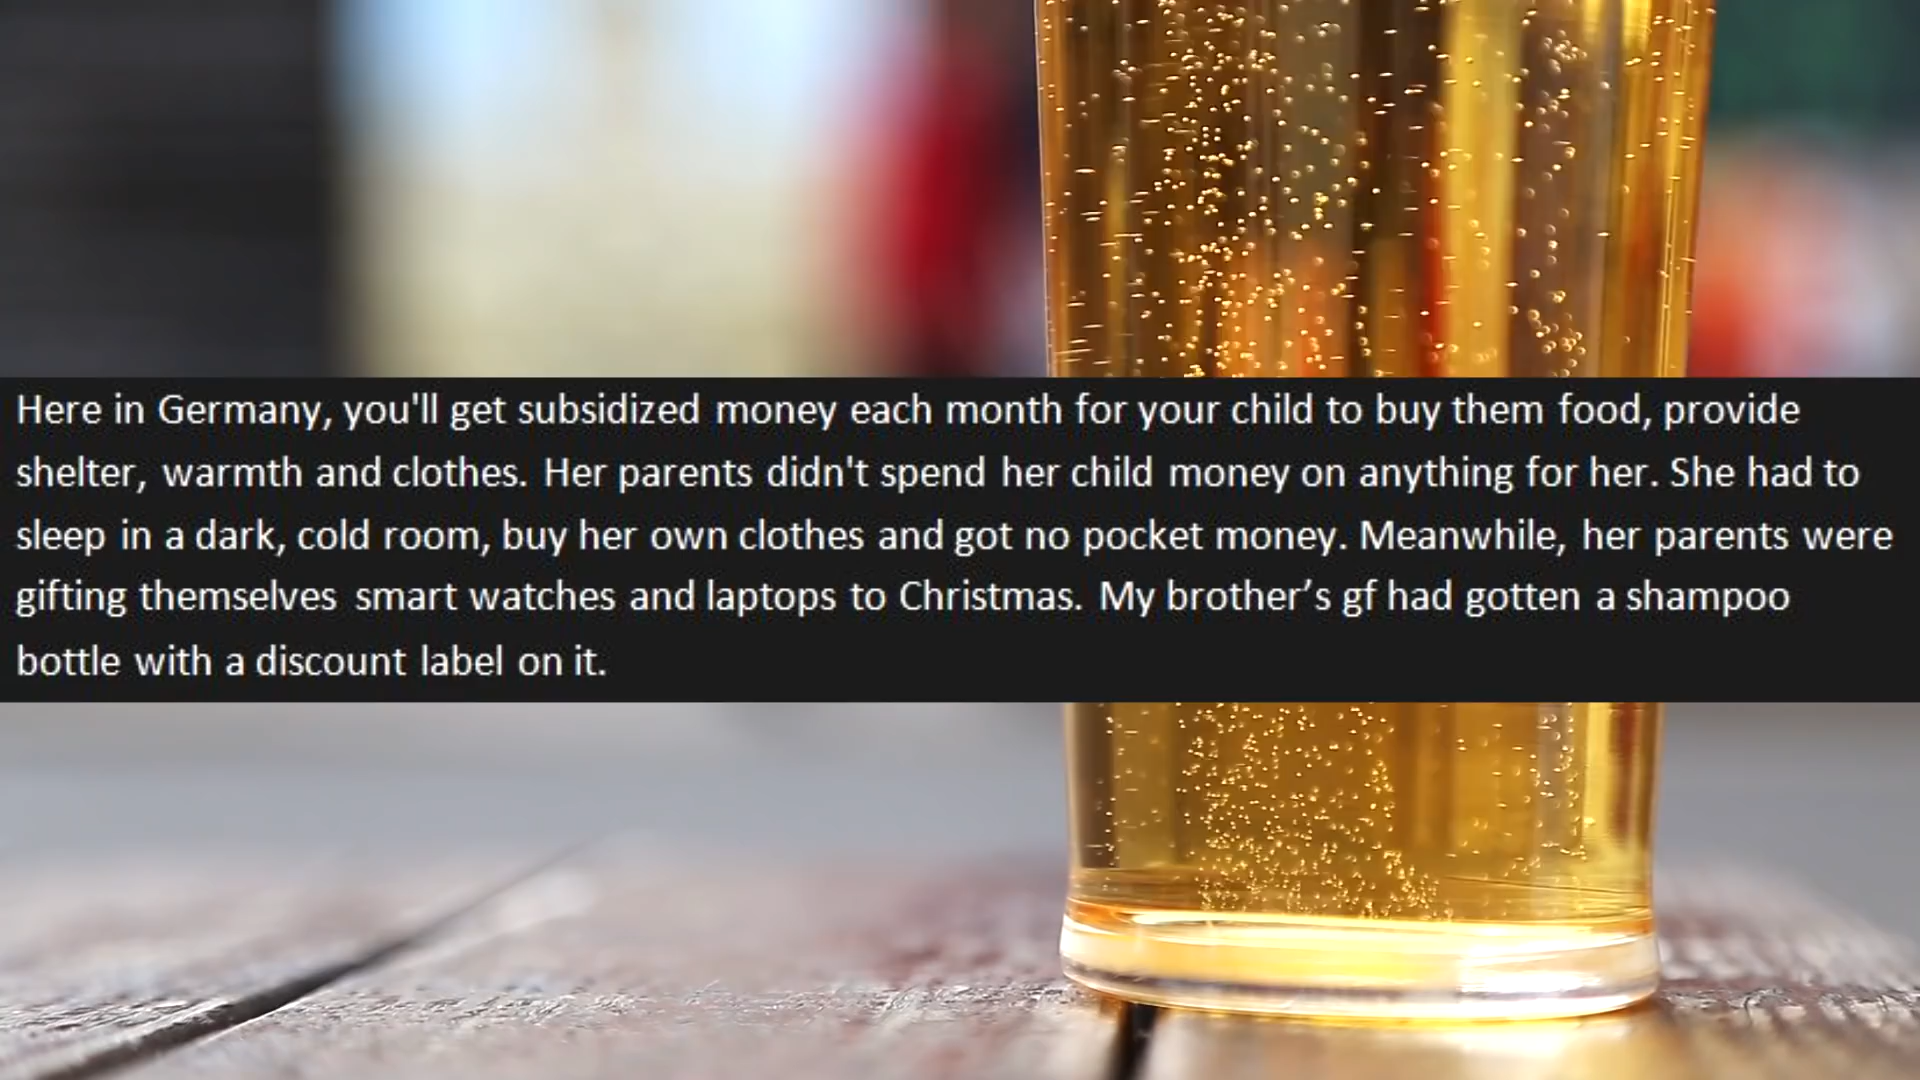 Here in Germany, you'll get subsidized money each month for your child to buy them food, provide
shelter, warmth and clothes. Her parents didn't spend her child money on anything for her. She had to
sleep in a dark, cold room, buy her own clothes and got no pocket money. Meanwhile, her parents were
gifting themselves smart watches and laptops to Christmas. My brother’s gf had gotten a shampoo
bottle with a discount label on it.